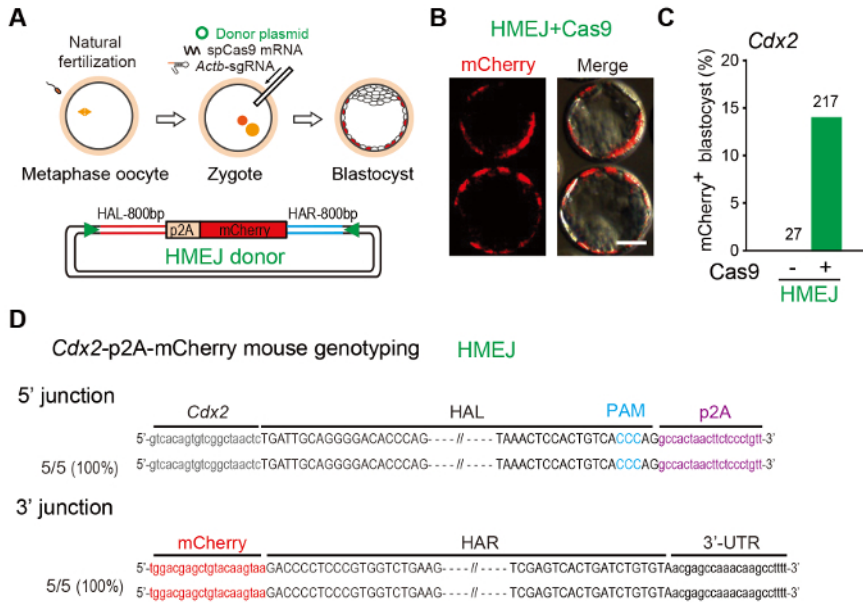 A
Natural
fertilization
Donor plasmid
spCas9 mRNA
Actb-sgRNA
Metaphase oocyte
Zygote
Blastocyst
HAL-800bp
HAR-800bp
p2A
mCherry
HMEJ donor
B
HMEJ+Cas9
mCherry
Merge
C
Cdx2
mCherry+ blastocyst (%)
20
15
10
5
0
27
217
Cas9 - +
HMEJ
D
Cdx2-p2A-mCherry mouse genotyping HMEJ
5' junction
Cdx2 HAL PAM p2A
5'-gtcacagtgtcggctaactcTGATTGCAGGGGACACCCAG----//----TAAACTCCACTGTCACCCAGgccactaacttctccctgtt-3'
5/5 (100%) 5'-gtcacagtgtcggctaactcTGATTGCAGGGGACACCCAG----//----TAAACTCCACTGTCACCCAGgccactaacttctccctgtt-3'
3' junction
mCherry HAR 3'-UTR
5'-tggacgagctgtacaagtaaGACCCCTCCCGTGGTCTGAAG----//----TCGAGTCACTGATCTGTGTAacgagccaaacaagccttttt-3'
5/5 (100%) 5'-tggacgagctgtacaagtaaGACCCCTCCCGTGGTCTGAAG----//----TCGAGTCACTGATCTGTGTAacgagccaaacaagccttttt-3'